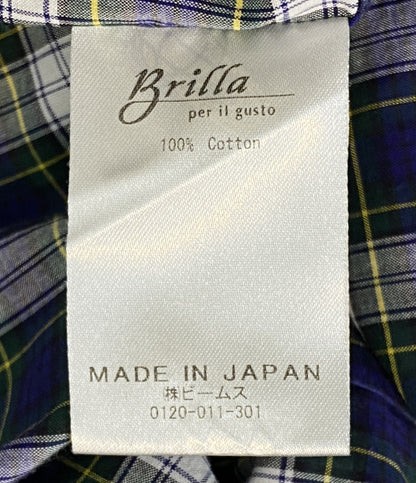 Brilla
per il gusto
100% Cotton
MADE IN JAPAN
㈱ビームス
0120-011-301